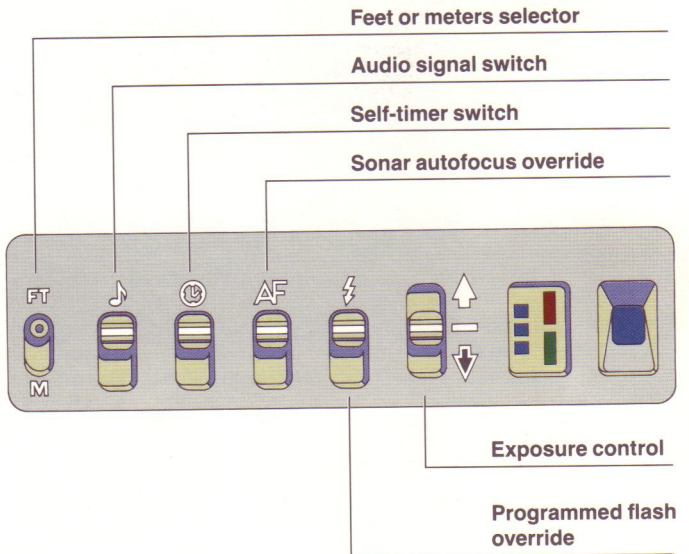 Feet or meters selector
Audio signal switch
Self-timer switch
Sonar autofocus override
FT
AF
M
Exposure control
Programmed flash
override